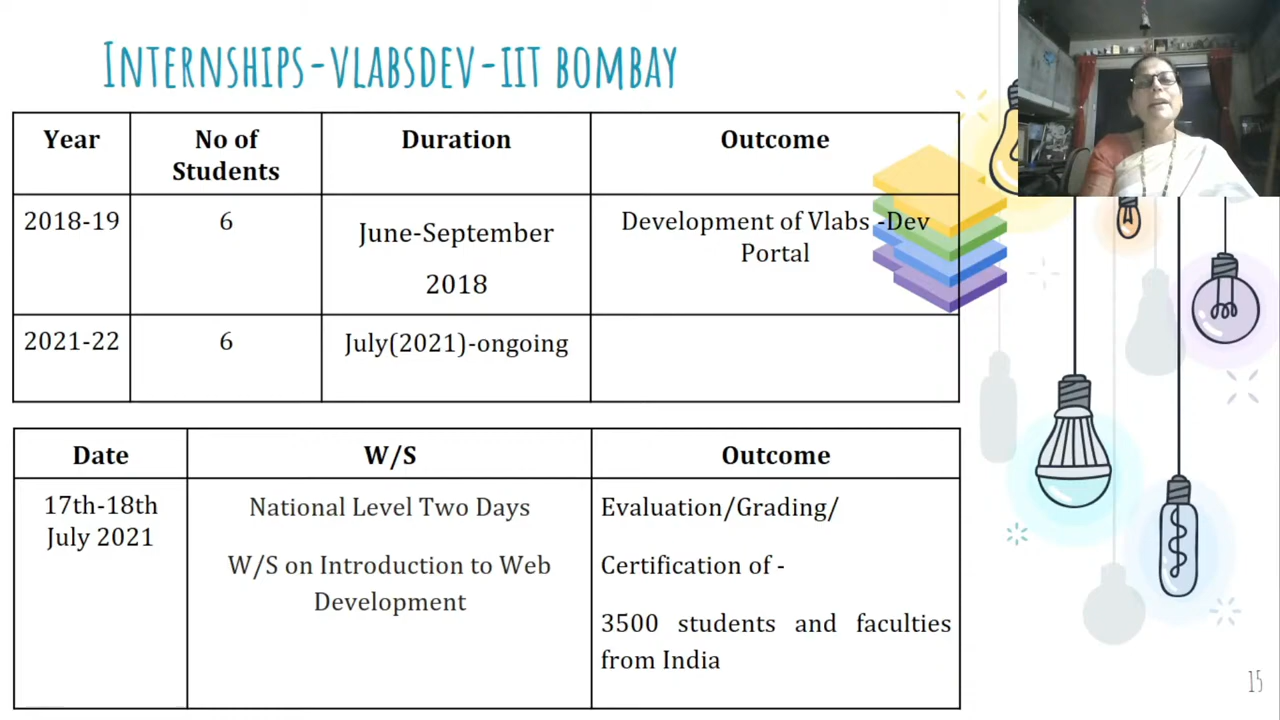 INTERNSHIPS-VLABSDEV-IIT BOMBAY
Year
No of
Students
Duration
Outcome
2018-19
6
June-September
2018
Development of Vlabs -Dev
Portal
2021-22
6
July(2021)-ongoing
Date
W/S
Outcome
17th-18th
July 2021
National Level Two Days
W/S on Introduction to Web
Development
Evaluation/Grading/
Certification of -
3500 students and faculties
from India
15